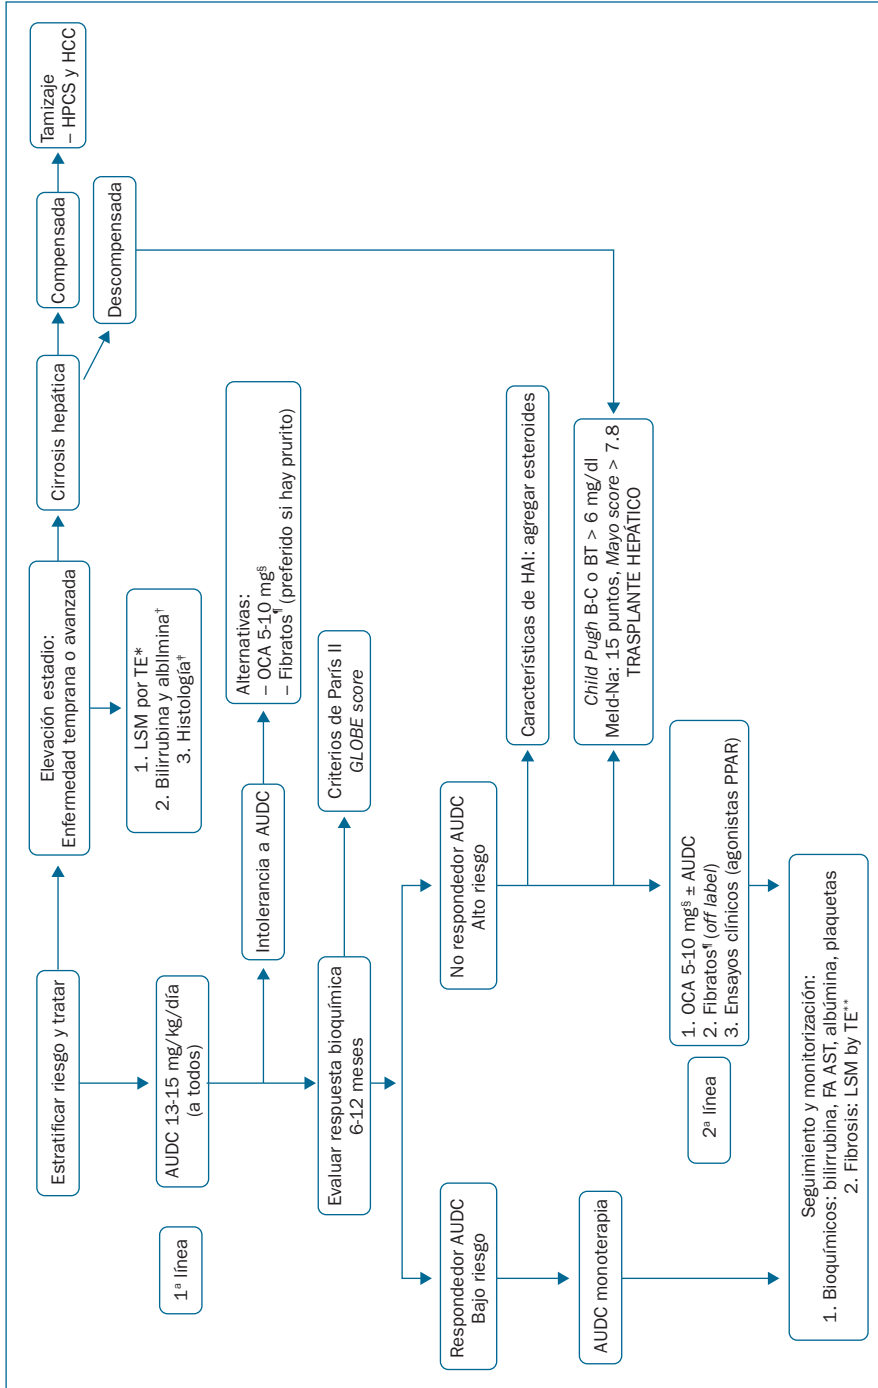 Estratificar riesgo y tratar
Elevación estadio:
Enfermedad temprana o avanzada
Cirrosis hepática
Compensada
Tamizaje
– HPCS y HCC
Descompensada
1. LSM por TE*
2. Bilirrubina y albllmina†
3. Histología‡
1ª línea
AUDC 13-15 mg/kg/día
(a todos)
Intolerancia a AUDC
Alternativas:
– OCA 5-10 mg§
– Fibratos¶ (preferido si hay prurito)
Evaluar respuesta bioquímica
6-12 meses
Criterios de París II
GLOBE score
Respondedor AUDC
Bajo riesgo
No respondedor AUDC
Alto riesgo
Características de HAI: agregar esteroides
Child Pugh B-C o BT > 6 mg/dl
Meld-Na: 15 puntos, Mayo score > 7.8
TRASPLANTE HEPÁTICO
AUDC monoterapia
2ª línea
1. OCA 5-10 mg§ ± AUDC
2. Fibratos¶ (off label)
3. Ensayos clínicos (agonistas PPAR)
Seguimiento y monitorización:
1. Bioquímicos: bilirrubina, FA AST, albúmina, plaquetas
2. Fibrosis: LSM by TE**